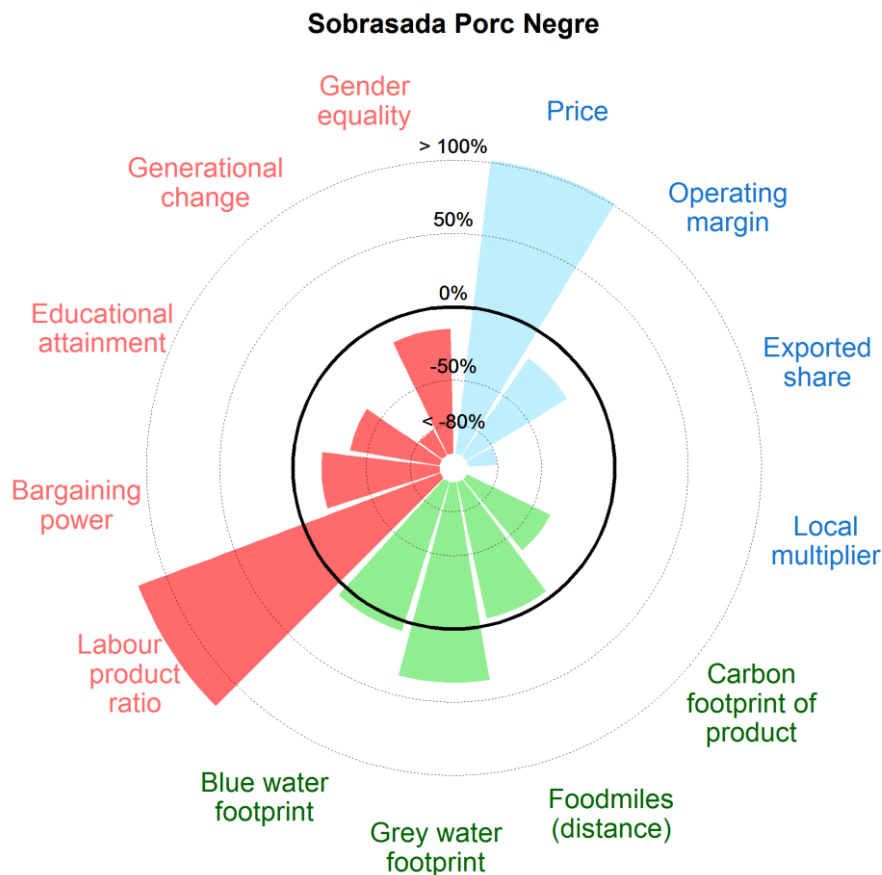 Sobrasada Porc Negre
Gender
equality
Price
Generational
change
> 100%
Operating
margin
50%
Educational
attainment
0%
Exported
share
-50%
< -80%
Bargaining
power
Local
multiplier
Labour
product
ratio
Carbon
footprint of
product
Blue water
footprint
Foodmiles
(distance)
Grey water
footprint